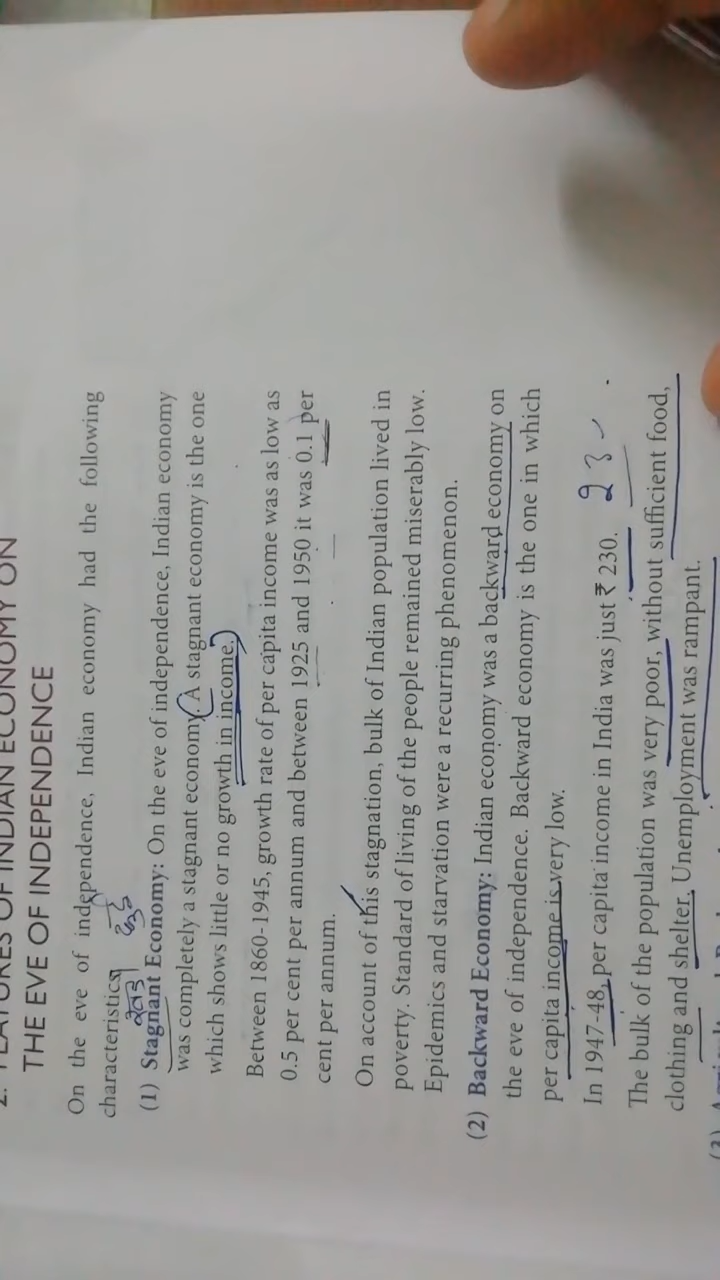 2. FEATURES OF INDIAN ECONOMY ON
THE EVE OF INDEPENDENCE
On the eve of independence, Indian economy had the following
characteristics
(1) Stagnant Economy: On the eve of independence, Indian economy
was completely a stagnant economy. A stagnant economy is the one
which shows little or no growth in income.
Between 1860-1945, growth rate of per capita income was as low as
0.5 per cent per annum and between 1925 and 1950 it was 0.1 per
cent per annum.
On account of this stagnation, bulk of Indian population lived in
poverty. Standard of living of the people remained miserably low.
Epidemics and starvation were a recurring phenomenon.
(2) Backward Economy: Indian economy was a backward economy on
the eve of independence. Backward economy is the one in which
per capita income is very low.
In 1947-48, per capita income in India was just ₹ 230. 23
The bulk of the population was very poor, without sufficient food,
clothing and shelter. Unemployment was rampant.
(3)